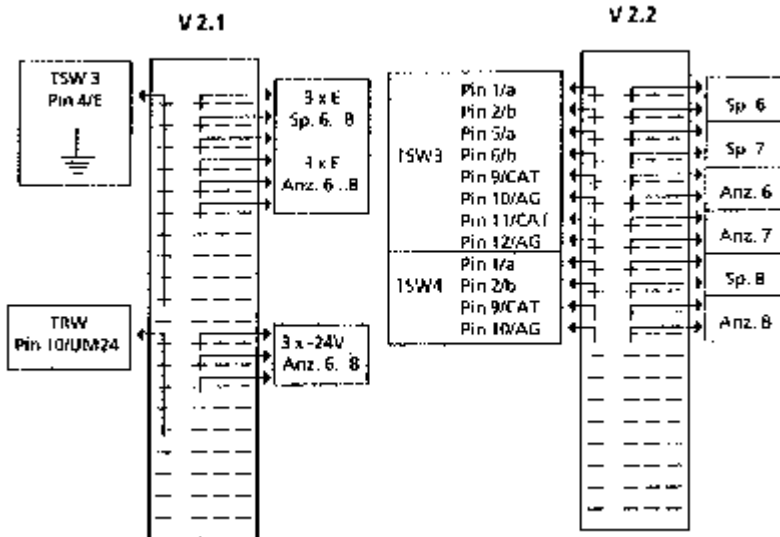 V 2.1
TSW 3
Pin 4/E
3 x E
Sp. 6. 8
3 x E
Anz. 6...8
TRW
Pin 10/UM24
3 x -24V
Anz. 6. 8
V 2.2
TSW3
Pin 1/a
Pin 2/b
Pin 5/a
Pin 6/b
Pin 9/CAT
Pin 10/AG
Pin 11/CAT
Pin 12/AG
TSW4
Pin 1/a
Pin 2/b
Pin 9/CAT
Pin 10/AG
Sp. 6
Sp. 7
Anz. 6
Anz. 7
Sp. 8
Anz. 8